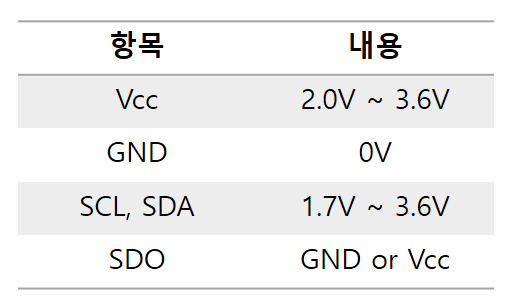 항목 내용
Vcc 2.0V ~ 3.6V
GND 0V
SCL, SDA 1.7V ~ 3.6V
SDO GND or Vcc